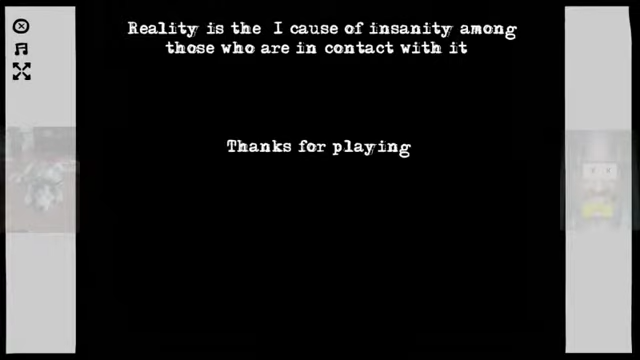 Reality is the I cause of insanity among
those who are in contact with it
Thanks for playing